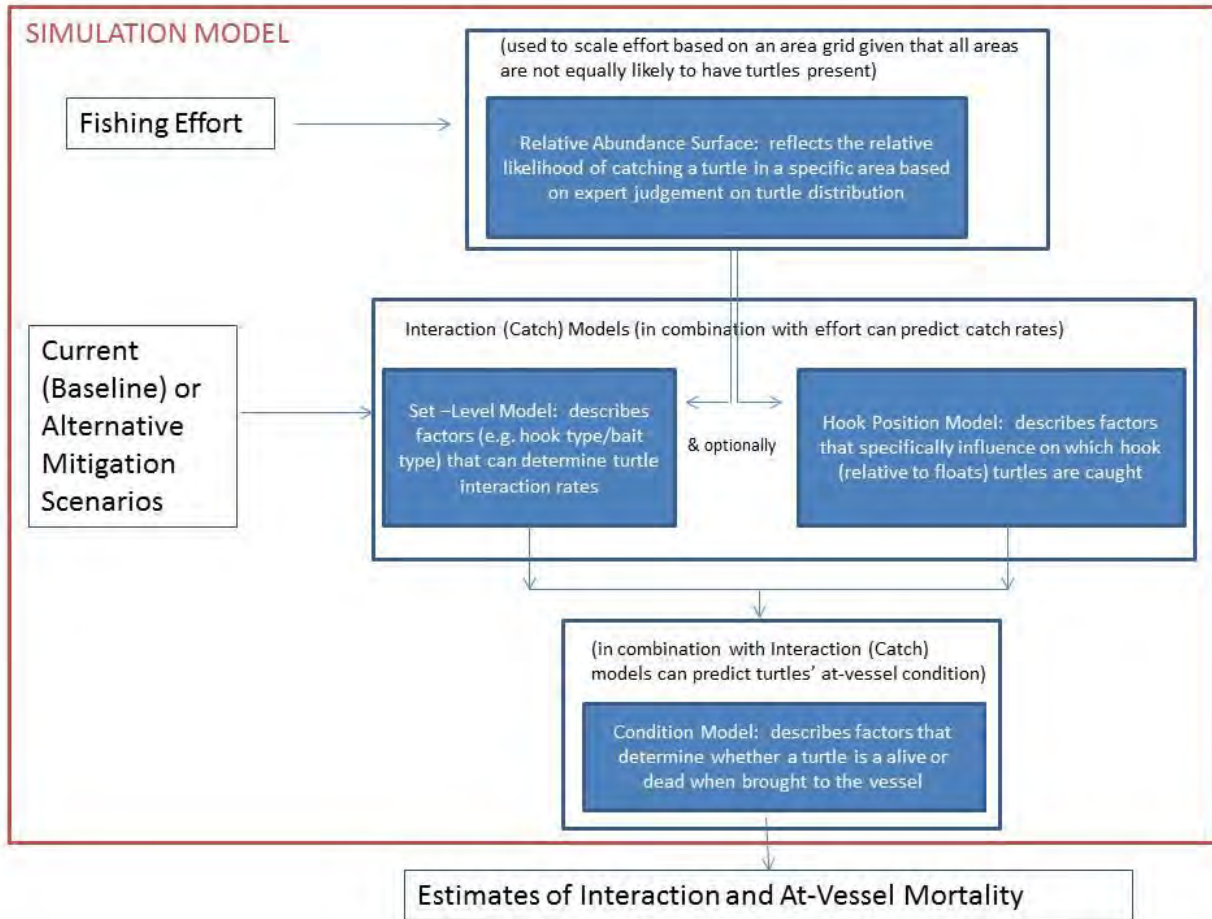 SIMULATION MODEL
(used to scale effort based on an area grid given that all areas
are not equally likely to have turtles present)
Fishing Effort
Relative Abundance Surface: reflects the relative
likelihood of catching a turtle in a specific area based
on expert judgement on turtle distribution
Interaction (Catch) Models (in combination with effort can predict catch rates)
Current
(Baseline) or
Alternative
Mitigation
Scenarios
Set –Level Model: describes
factors (e.g. hook type/bait
type) that can determine turtle
interaction rates
& optionally
Hook Position Model: describes factors
that specifically influence on which hook
(relative to floats) turtles are caught
(in combination with Interaction (Catch)
models can predict turtles’ at-vessel condition)
Condition Model: describes factors that
determine whether a turtle is a alive or
dead when brought to the vessel
Estimates of Interaction and At-Vessel Mortality